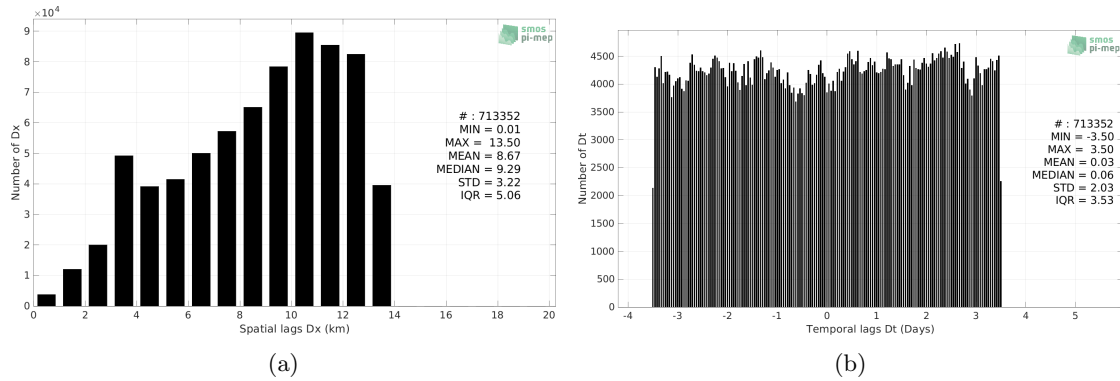 ×10⁴
9
8
7
6
5
4
3
2
1
0
Number of Dx
0 2 4 6 8 10 12 14 16 18 20
Spatial lags Dx (km)
smos
pi-mep
# : 713352
MIN = 0.01
MAX = 13.50
MEAN = 8.67
MEDIAN = 9.29
STD = 3.22
IQR = 5.06
(a)
4500
4000
3500
3000
2500
2000
1500
1000
500
0
Number of Dt
-4 -3 -2 -1 0 1 2 3 4 5
Temporal lags Dt (Days)
smos
pi-mep
# : 713352
MIN = -3.50
MAX = 3.50
MEAN = 0.03
MEDIAN = 0.06
STD = 2.03
IQR = 3.53
(b)